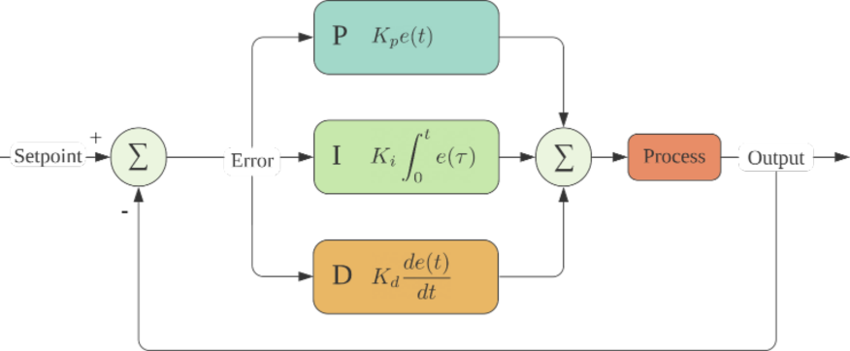 P K_p e(t)
+
Setpoint
Σ
Error
I K_i ∫_0^t e(τ)
Σ
Process
Output
-
D K_d de(t)/dt